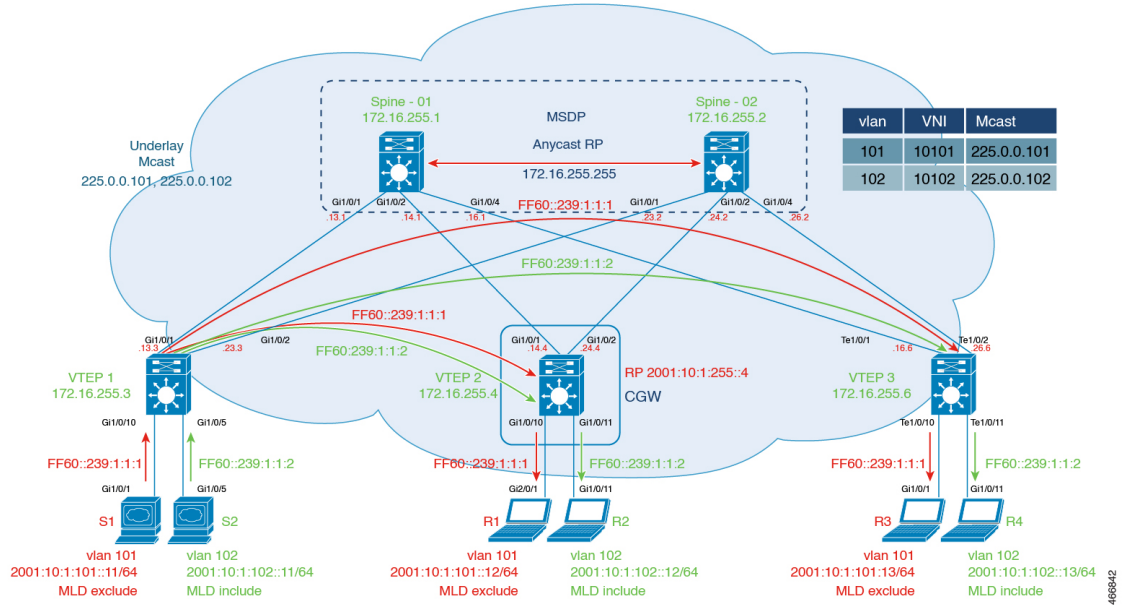 Spine - 01
172.16.255.1
MSDP
Spine - 02
172.16.255.2
Anycast RP
172.16.255.255
vlan VNI Mcast
101 10101 225.0.0.101
102 10102 225.0.0.102
Underlay
Mcast
225.0.0.101, 225.0.0.102
Gi1/0/1 Gi1/0/2 Gi1/0/4 Gi1/0/1 Gi1/0/2 Gi1/0/4
.13.1 .14.1 .16.1 .23.2 .24.2 .26.2
FF60::239:1:1:1
FF60:239:1:1:2
FF60::239:1:1:1
FF60:239:1:1:2
Gi1/0/1 Gi1/0/2 Gi1/0/1 Gi1/0/2 Te1/0/1 Te1/0/2
.13.3 .23.3 .14.4 .24.4 .16.6 .26.6
VTEP 1
172.16.255.3
VTEP 2
172.16.255.4
RP 2001:10:1:255::4
CGW
VTEP 3
172.16.255.6
Gi1/0/10 Gi1/0/5 Gi1/0/10 Gi1/0/11 Te1/0/10 Te1/0/11
FF60::239:1:1:1 FF60::239:1:1:2 FF60::239:1:1:1 FF60::239:1:1:2 FF60::239:1:1:1 FF60::239:1:1:2
Gi1/0/1 Gi1/0/5 Gi2/0/1 Gi1/0/11 Gi1/0/1 Gi1/0/11
S1 S2 R1 R2 R3 R4
vlan 101
2001:10:1:101::11/64
MLD exclude
vlan 102
2001:10:1:102::11/64
MLD include
vlan 101
2001:10:1:101::12/64
MLD exclude
vlan 102
2001:10:1:102::12/64
MLD include
vlan 101
2001:10:1:101:13/64
MLD exclude
vlan 102
2001:10:1:102::13/64
MLD include
466842